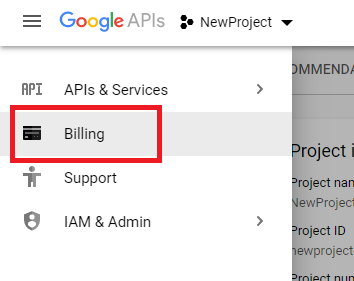 Google APIs NewProject
API APIs & Services
OMMENDA
Billing
Project i
Support
Project nam
NewProject
IAM & Admin
Project ID
newprojecte
Project num